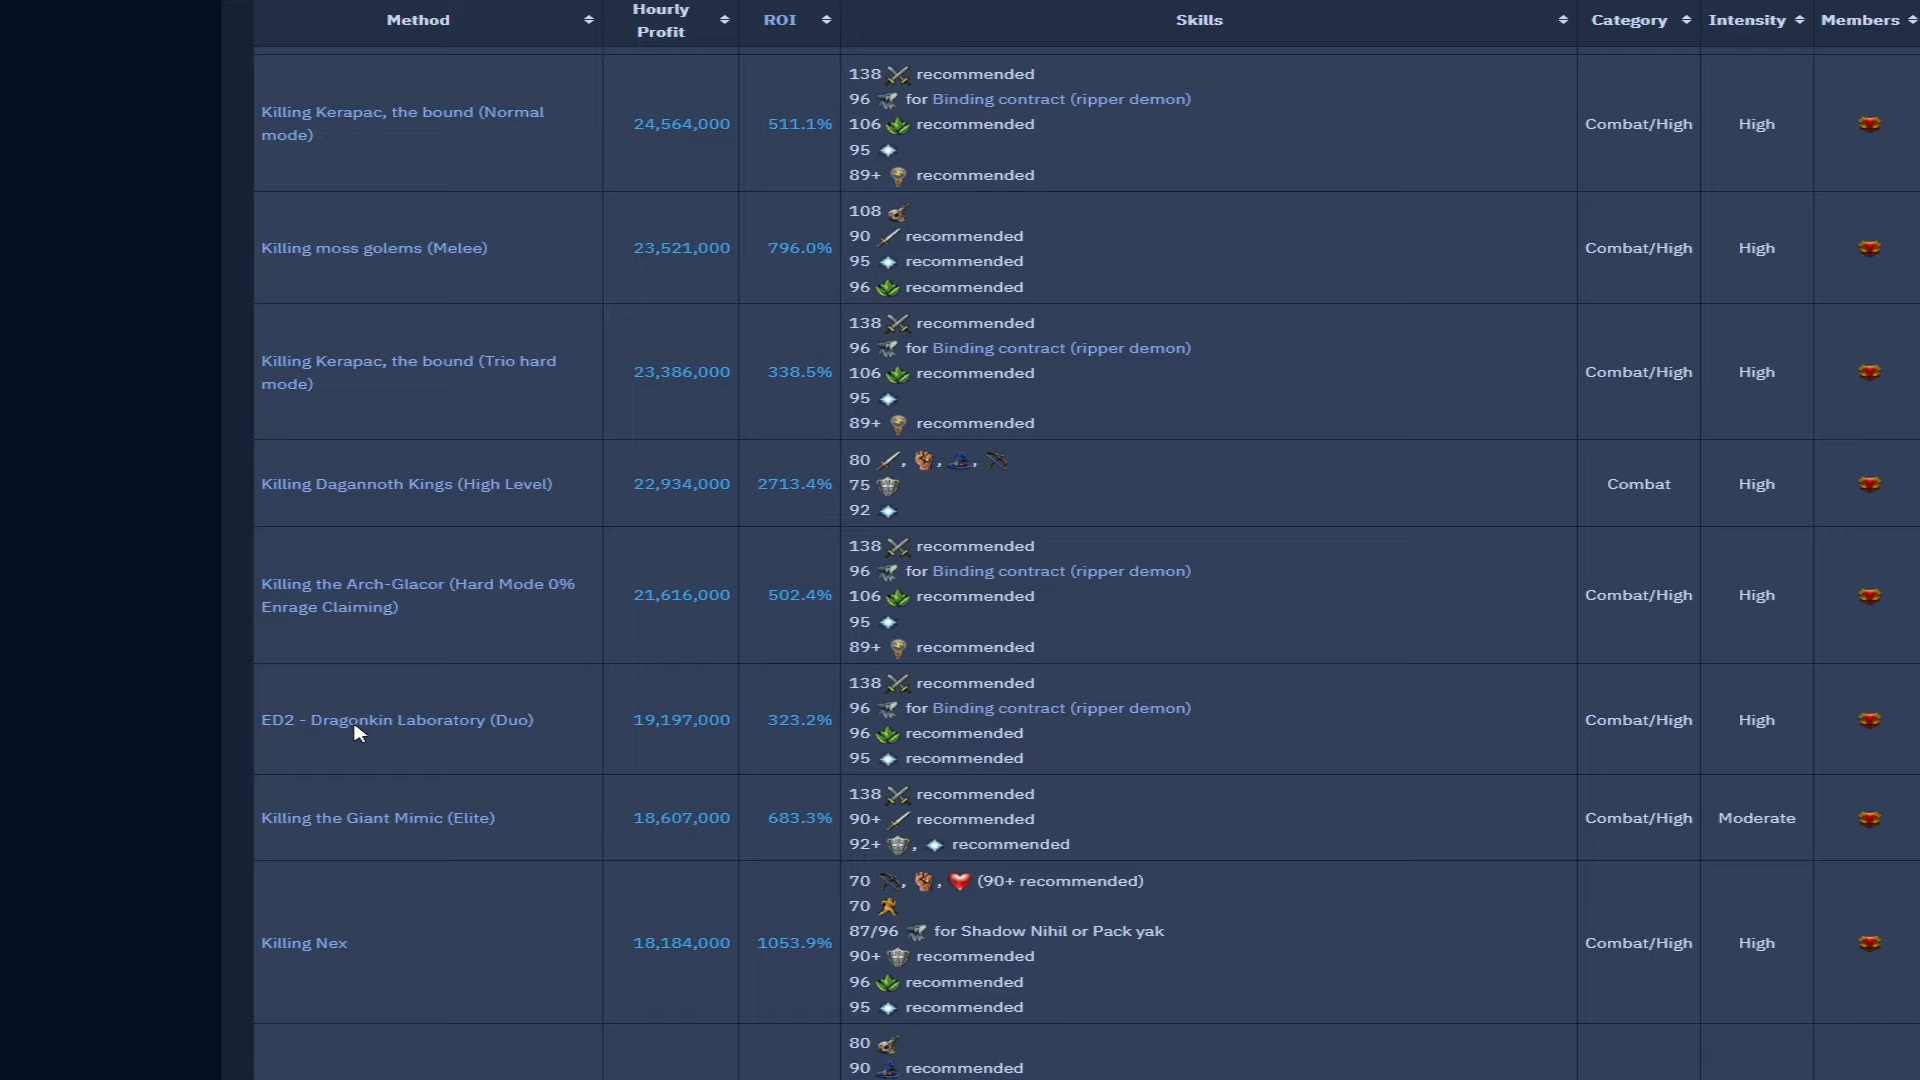 Method
Hourly
Profit
ROI
Skills
Category
Intensity
Members
Killing Kerapac, the bound (Normal
mode)
24,564,000
511.1%
138 recommended
96 for Binding contract (ripper demon)
106 recommended
95
89+ recommended
Combat/High
High
Killing moss golems (Melee)
23,521,000
796.0%
108
90 recommended
95 recommended
96 recommended
Combat/High
High
Killing Kerapac, the bound (Trio hard
mode)
23,386,000
338.5%
138 recommended
96 for Binding contract (ripper demon)
106 recommended
95
89+ recommended
Combat/High
High
Killing Dagannoth Kings (High Level)
22,934,000
2713.4%
80 , , ,
75
92
Combat
High
Killing the Arch-Glacor (Hard Mode 0%
Enrage Claiming)
21,616,000
502.4%
138 recommended
96 for Binding contract (ripper demon)
106 recommended
95
89+ recommended
Combat/High
High
ED2 - Dragonkin Laboratory (Duo)
19,197,000
323.2%
138 recommended
96 for Binding contract (ripper demon)
96 recommended
95 recommended
Combat/High
High
Killing the Giant Mimic (Elite)
18,607,000
683.3%
138 recommended
90+ recommended
92+ , recommended
Combat/High
Moderate
Killing Nex
18,184,000
1053.9%
70 , , (90+ recommended)
70
87/96 for Shadow Nihil or Pack yak
90+ recommended
96 recommended
95 recommended
Combat/High
High
80
90 recommended